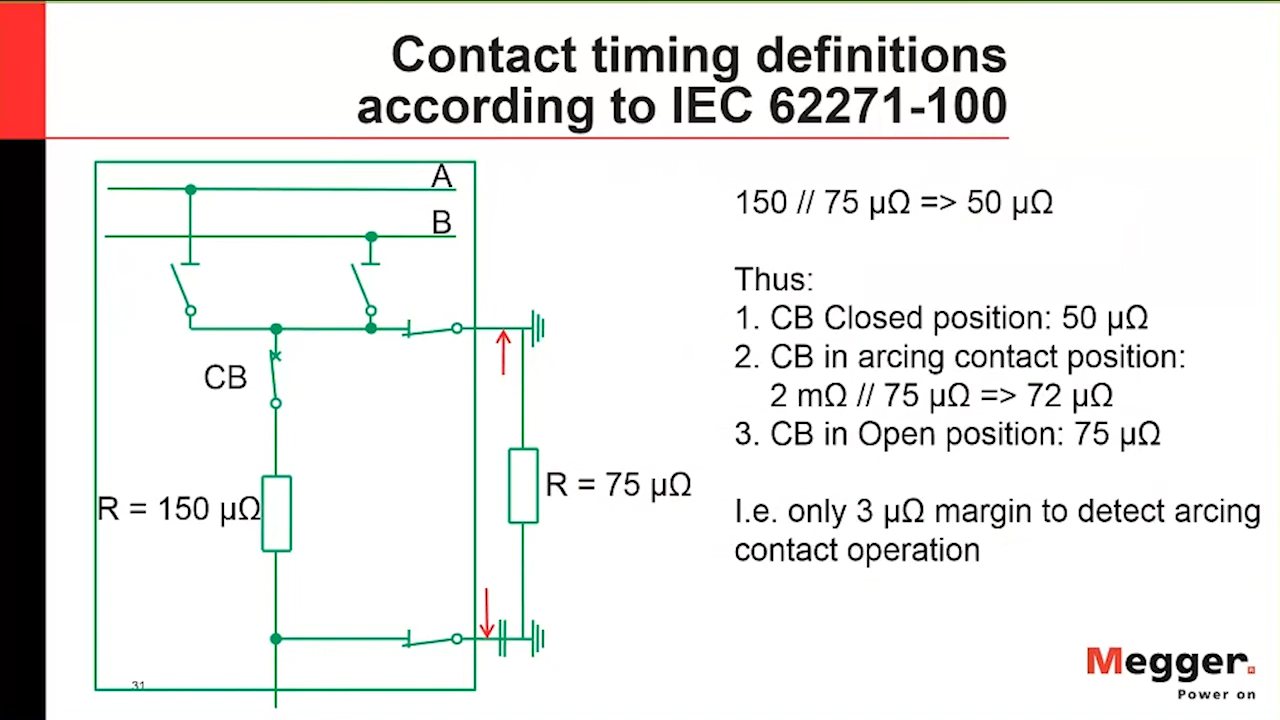 Contact timing definitions
according to IEC 62271-100
A
B
CB
R = 150 µΩ
R = 75 µΩ
150 // 75 µΩ => 50 µΩ
Thus:
1. CB Closed position: 50 µΩ
2. CB in arcing contact position:
2 mΩ // 75 µΩ => 72 µΩ
3. CB in Open position: 75 µΩ
I.e. only 3 µΩ margin to detect arcing
contact operation
31
Megger.
Power on